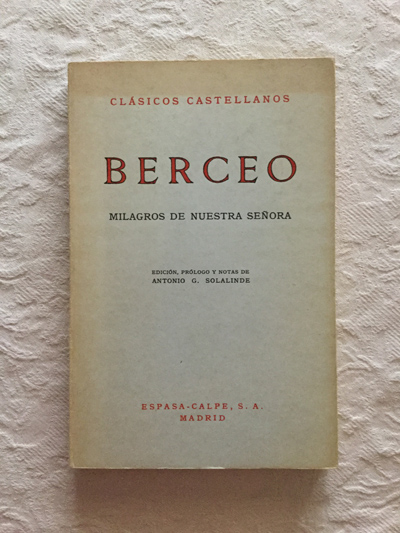 CLÁSICOS CASTELLANOS
BERCEO
MILAGROS DE NUESTRA SEÑORA
EDICIÓN, PRÓLOGO Y NOTAS DE
ANTONIO G. SOLALINDE
ESPASA-CALPE, S. A.
MADRID